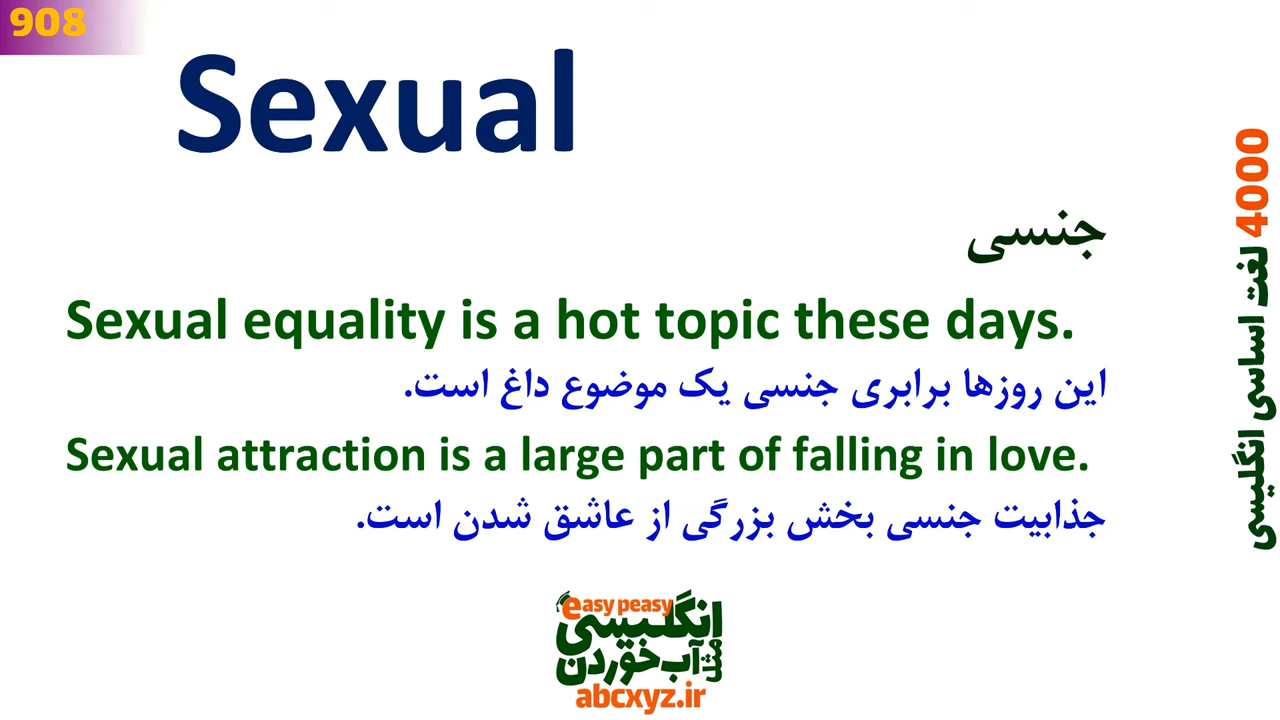 908
Sexual
جنسی
Sexual equality is a hot topic these days.
این روزها برابری جنسی یک موضوع داغ است.
Sexual attraction is a large part of falling in love.
جذابیت جنسی بخش بزرگی از عاشق شدن است.
4000 لغت اساسی انگلیسی
easy peasy
انگلیسی
مثل آب خوردن
abcxyz.ir